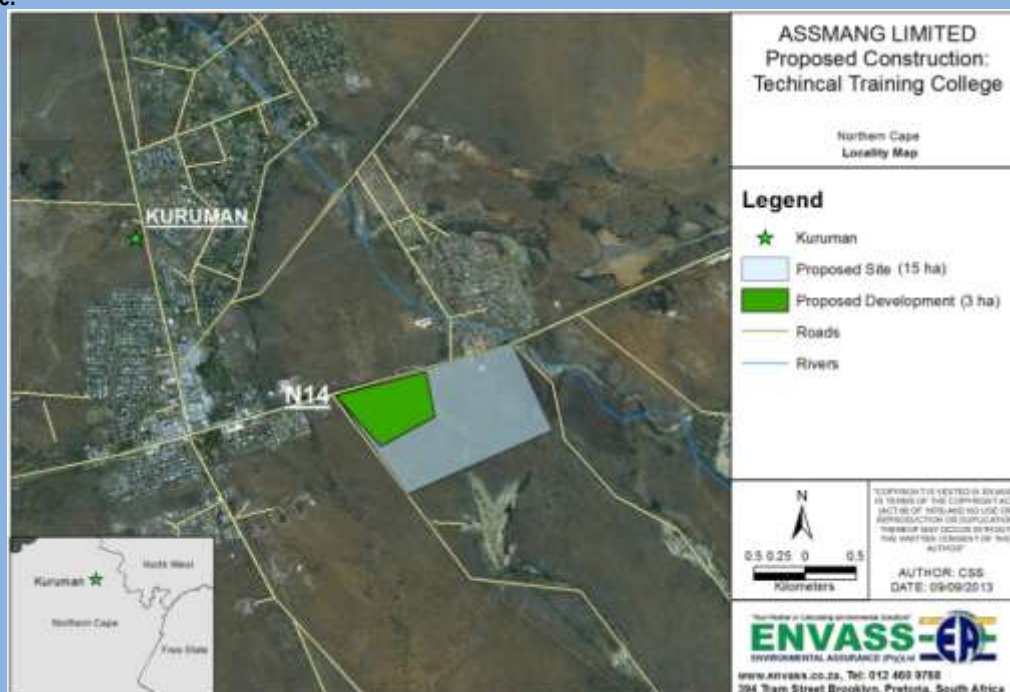 c.
ASSMANG LIMITED
Proposed Construction:
Techincal Training College
Northern Cape
Locality Map
KURUMAN
N14
Legend
Kuruman
Proposed Site (15 ha)
Proposed Development (3 ha)
Roads
Rivers
N
0.5 0.25 0 0.5
Kilometers
AUTHOR: CSS
DATE: 09/09/2013
Kuruman
North West
Northern Cape
Free State
ENVASS
ENVIRONMENTAL ASSURANCE (Pty)Ltd
EA
www.envass.co.za, Tel: 012 460 9768
394 Tram Street Brooklyn, Pretoria, South Africa